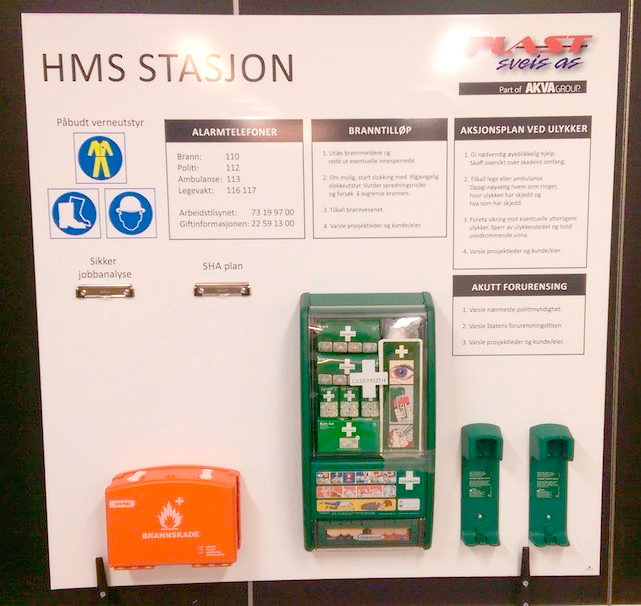 HMS STASJON
PLAST
sveis as
Part of AKVAGROUP
Påbudt verneutstyr
ALARMTELEFONER
Brann: 110
Politi: 112
Ambulanse: 113
Legevakt: 116 117
Arbeidstilsynet: 73 19 97 00
Giftinformasjonen: 22 59 13 00
BRANNTILLØP
1. Utløs brannmeldere og
redd ut eventuelle innesperrede.
2. Om mulig, start slokking med tilgjengelig
slokkeutstyr. Vurder spredningsrisiko
og forsøk å avgrense brannen.
3. Tilkall brannvesenet.
4. Varsle prosjektleder og kunde/eier.
AKSJONSPLAN VED ULYKKER
1. Gi nødvendig øyeblikkelig hjelp.
Skaff oversikt over skadens omfang.
2. Tilkall lege eller ambulanse.
Oppgi nøyaktig hvem som ringer,
hvor ulykken har skjedd og
hva som har skjedd.
3. Foreta sikring mot eventuelle ytterligere
ulykker. Sperr av ulykkesstedet og hold
uvedkommende unna.
4. Varsle prosjektleder og kunde/eier
Sikker
jobbanalyse
SHA plan
AKUTT FORURENSING
1. Varsle nærmeste politimyndighet.
2. Varsle Statens forurensningstilsyn.
3. Varsle prosjektleder og kunde/eier.
CEDERROTH
Burn Gel
BRANNSKADE